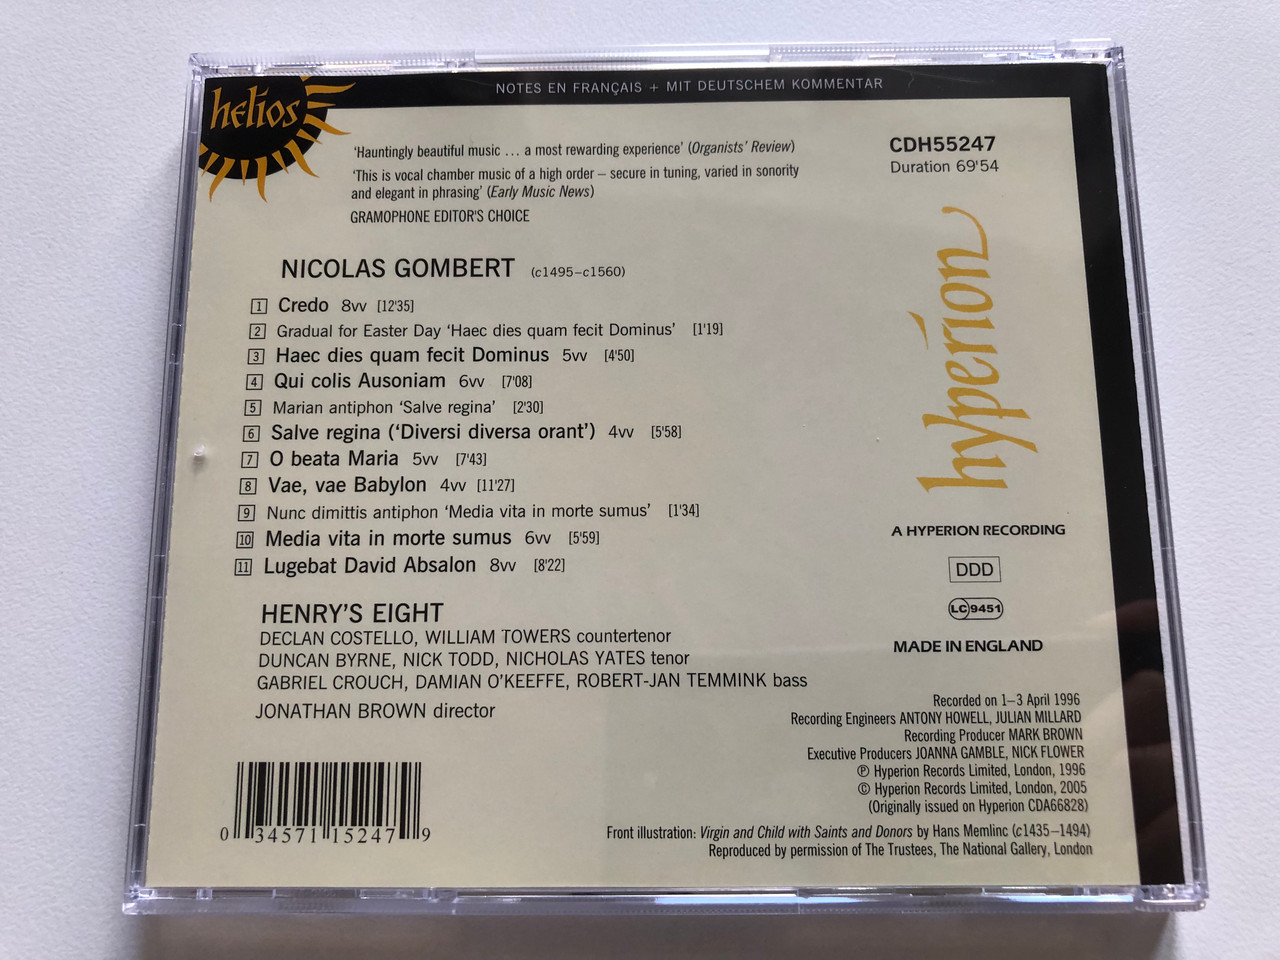 NOTES EN FRANÇAIS + MIT DEUTSCHEM KOMMENTAR
helios
'Hauntingly beautiful music … a most rewarding experience' (Organists' Review)
'This is vocal chamber music of a high order – secure in tuning, varied in sonority
and elegant in phrasing' (Early Music News)
GRAMOPHONE EDITOR'S CHOICE
CDH55247
Duration 69'54
NICOLAS GOMBERT (c1495–c1560)
1 Credo 8vv [12'35]
2 Gradual for Easter Day 'Haec dies quam fecit Dominus' [1'19]
3 Haec dies quam fecit Dominus 5vv [4'50]
4 Qui colis Ausoniam 6vv [7'08]
5 Marian antiphon 'Salve regina' [2'30]
6 Salve regina ('Diversi diversa orant') 4vv [5'58]
7 O beata Maria 5vv [7'43]
8 Vae, vae Babylon 4vv [11'27]
9 Nunc dimittis antiphon 'Media vita in morte sumus' [1'34]
10 Media vita in morte sumus 6vv [5'59]
11 Lugebat David Absalon 8vv [8'22]
HENRY'S EIGHT
DECLAN COSTELLO, WILLIAM TOWERS countertenor
DUNCAN BYRNE, NICK TODD, NICHOLAS YATES tenor
GABRIEL CROUCH, DAMIAN O'KEEFFE, ROBERT-JAN TEMMINK bass
JONATHAN BROWN director
hyperion
A HYPERION RECORDING
DDD
LC 9451
MADE IN ENGLAND
Recorded on 1–3 April 1996
Recording Engineers ANTONY HOWELL, JULIAN MILLARD
Recording Producer MARK BROWN
Executive Producers JOANNA GAMBLE, NICK FLOWER
℗ Hyperion Records Limited, London, 1996
© Hyperion Records Limited, London, 2005
(Originally issued on Hyperion CDA66828)
Front illustration: Virgin and Child with Saints and Donors by Hans Memlinc (c1435–1494)
Reproduced by permission of The Trustees, The National Gallery, London
0 34571 15247 9